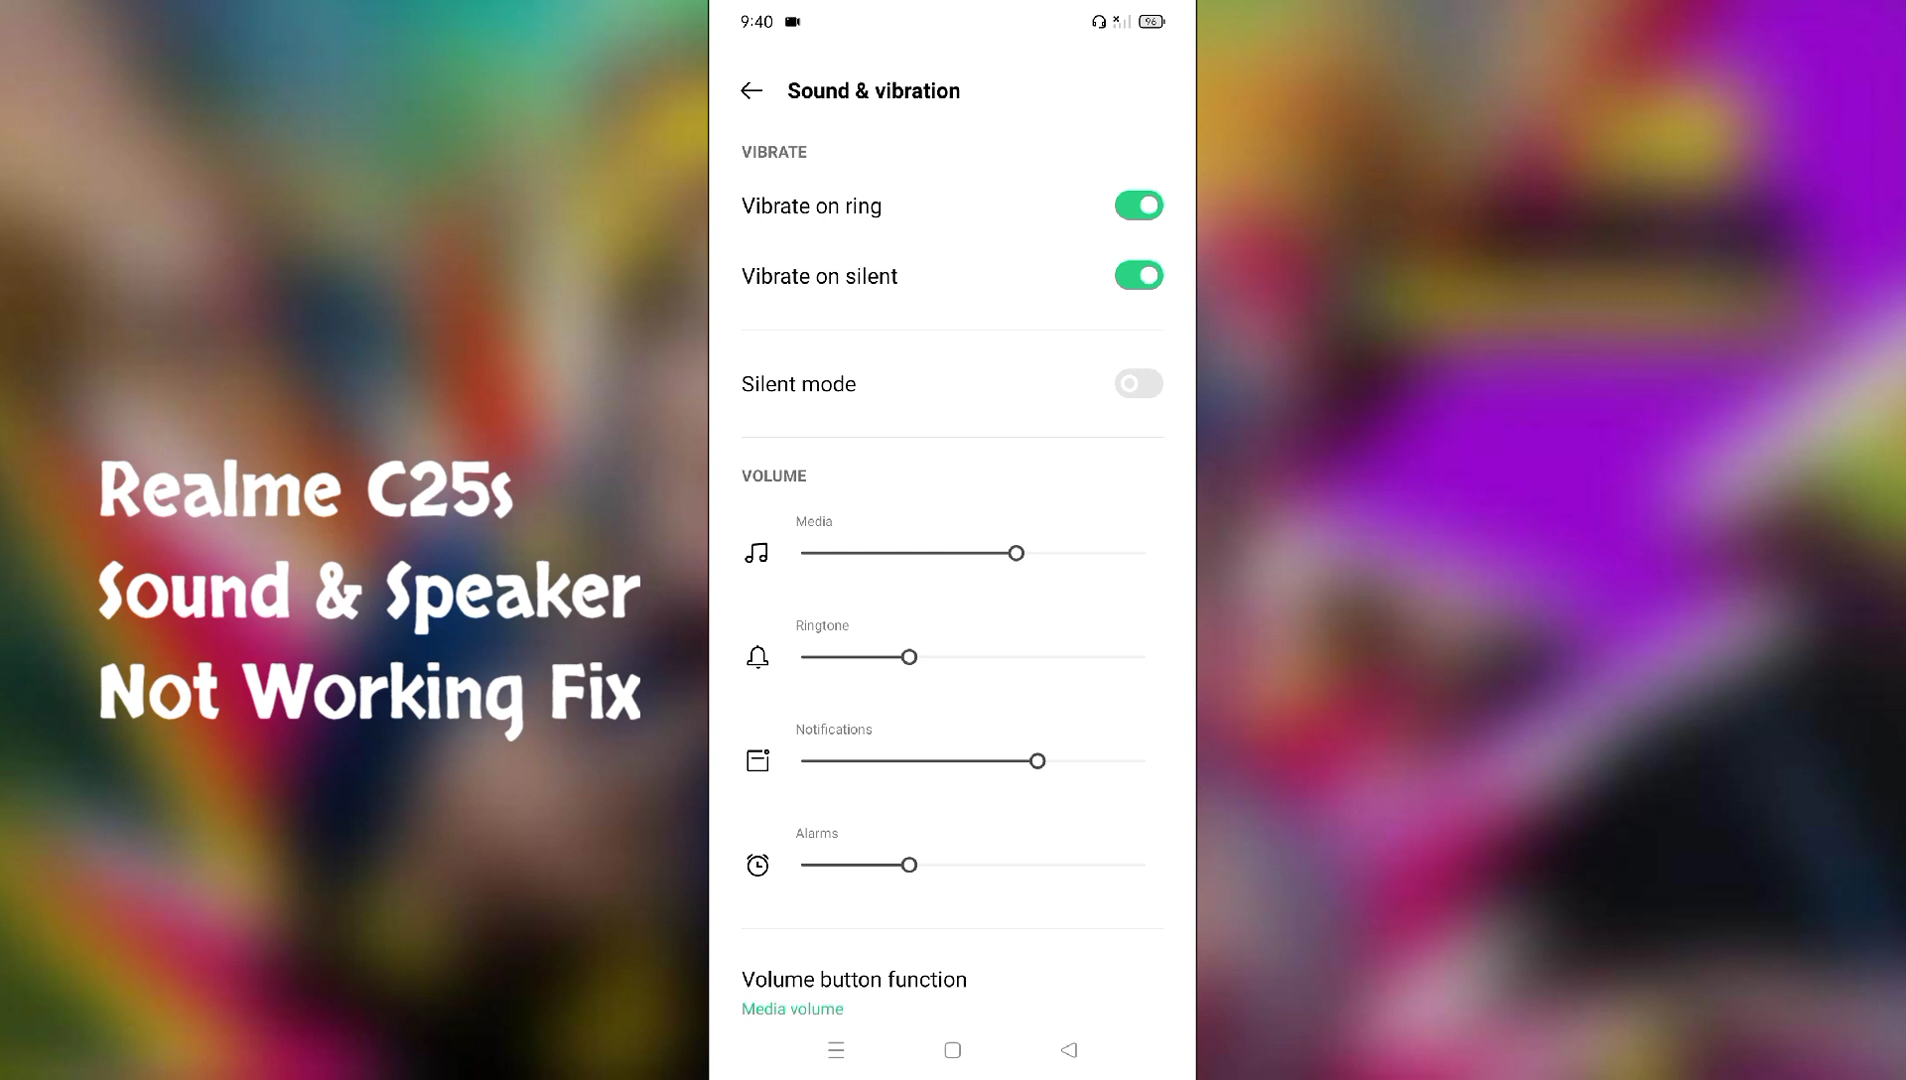 9:40
96
Sound & vibration
VIBRATE
Vibrate on ring
Vibrate on silent
Silent mode
VOLUME
Media
Ringtone
Notifications
Alarms
Volume button function
Media volume
Realme C25s
Sound & Speaker
Not Working Fix